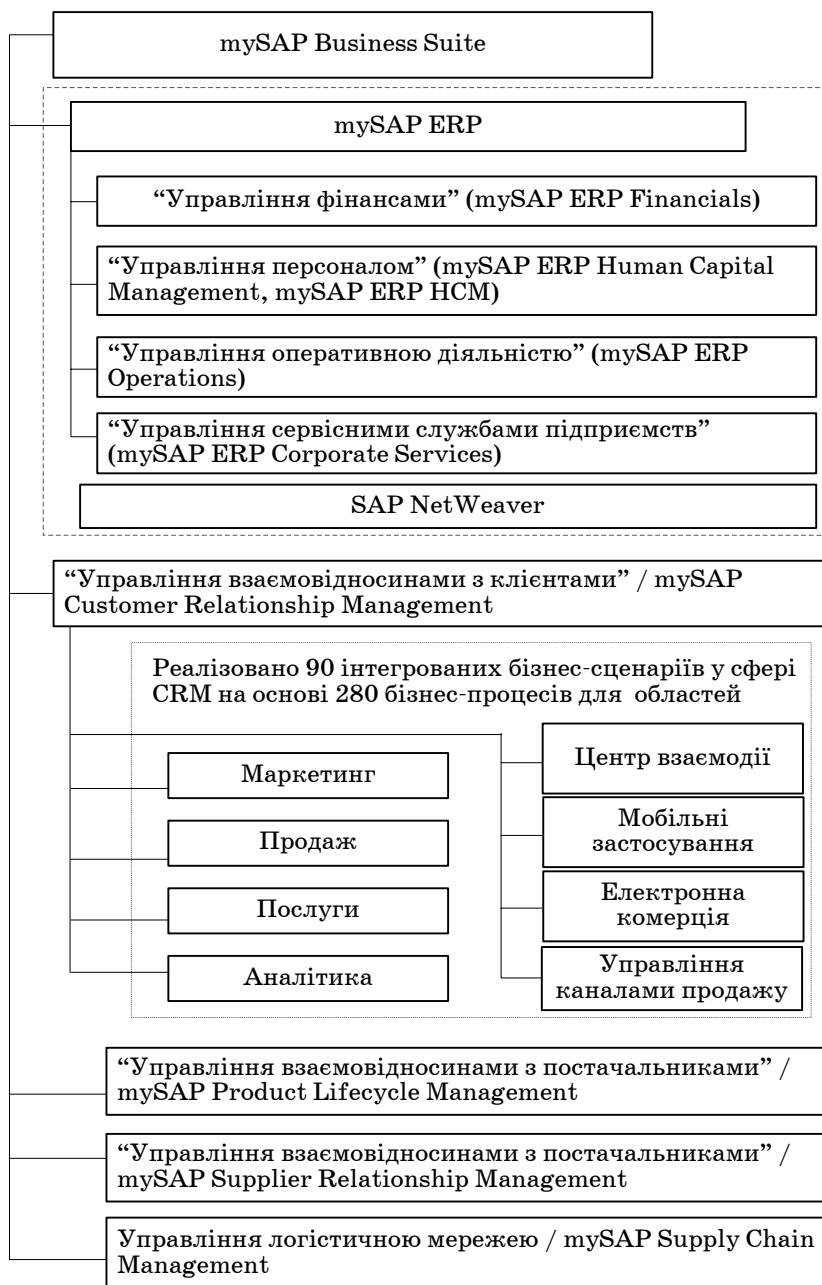 mySAP Business Suite
mySAP ERP
“Управління фінансами” (mySAP ERP Financials)
“Управління персоналом” (mySAP ERP Human Capital
Management, mySAP ERP HCM)
“Управління оперативною діяльністю” (mySAP ERP
Operations)
“Управління сервісними службами підприємств”
(mySAP ERP Corporate Services)
SAP NetWeaver
“Управління взаємовідносинами з клієнтами” / mySAP
Customer Relationship Management
Реалізовано 90 інтегрованих бізнес-сценаріїв у сфері
CRM на основі 280 бізнес-процесів для областей
Маркетинг
Продаж
Послуги
Аналітика
Центр взаємодії
Мобільні
застосування
Електронна
комерція
Управління
каналами продажу
“Управління взаємовідносинами з постачальниками” /
mySAP Product Lifecycle Management
“Управління взаємовідносинами з постачальниками” /
mySAP Supplier Relationship Management
Управління логістичною мережею / mySAP Supply Chain
Management